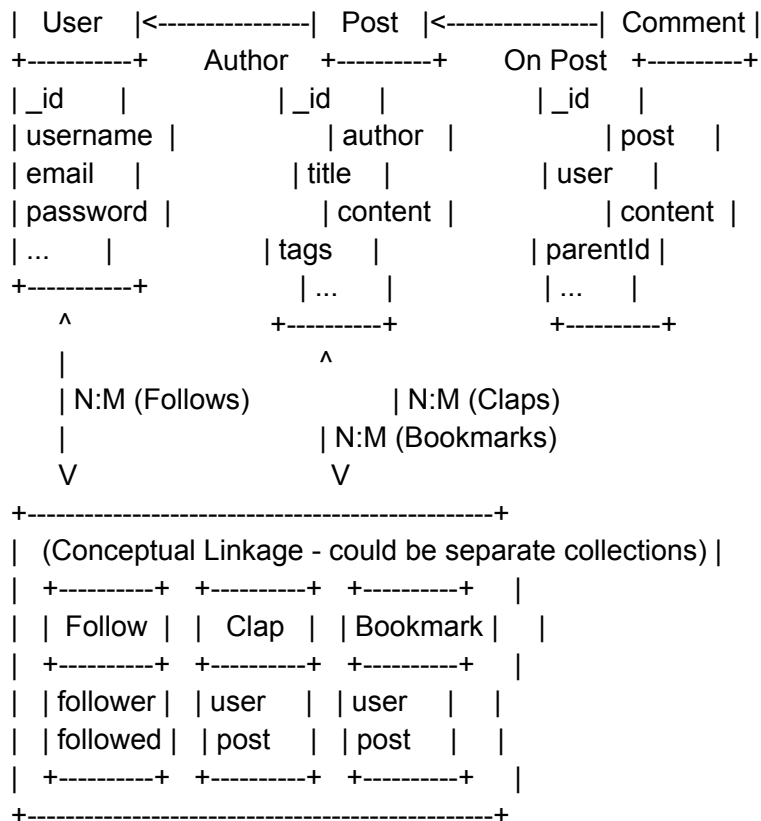 |   User   |<----------------|   Post   |<----------------|  Comment |
+-----------+       Author    +----------+       On Post   +----------+
| _id       |                 | _id      |                 | _id      |
| username  |                 | author   |                 | post     |
| email     |                 | title    |                 | user     |
| password  |                 | content  |                 | content  |
| ...       |                 | tags     |                 | parentId |
+-----------+                 | ...      |                 | ...      |
^                             +----------+                 +----------+
|                             ^
| N:M (Follows)               | N:M (Claps)
|                             | N:M (Bookmarks)
V                             V
+------------------------------------------------+
|   (Conceptual Linkage - could be separate collections) |
|   +----------+   +----------+   +----------+    |
|   |  Follow  |   |   Clap   |   | Bookmark |    |
|   +----------+   +----------+   +----------+    |
|   | follower |   | user     |   | user     |    |
|   | followed |   | post     |   | post     |    |
|   +----------+   +----------+   +----------+    |
+------------------------------------------------+